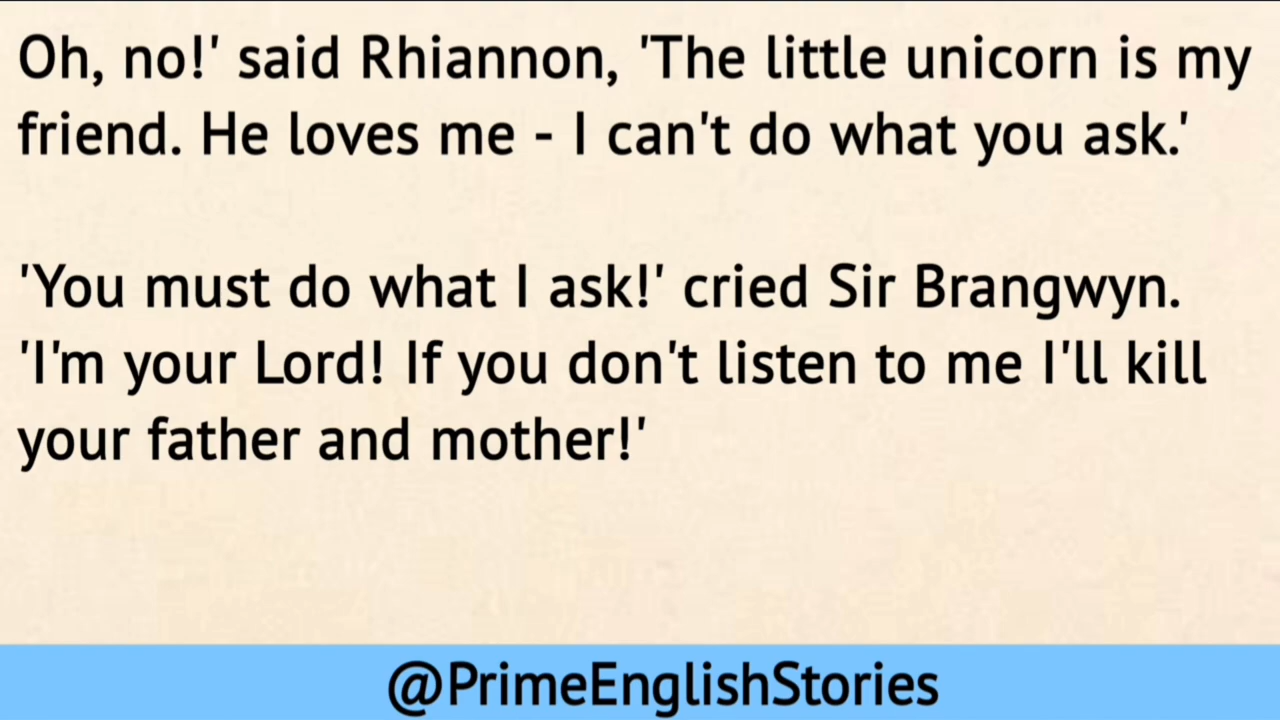 Oh, no!' said Rhiannon, 'The little unicorn is my
friend. He loves me - I can't do what you ask.'
'You must do what I ask!' cried Sir Brangwyn.
'I'm your Lord! If you don't listen to me I'll kill
your father and mother!'
@PrimeEnglishStories